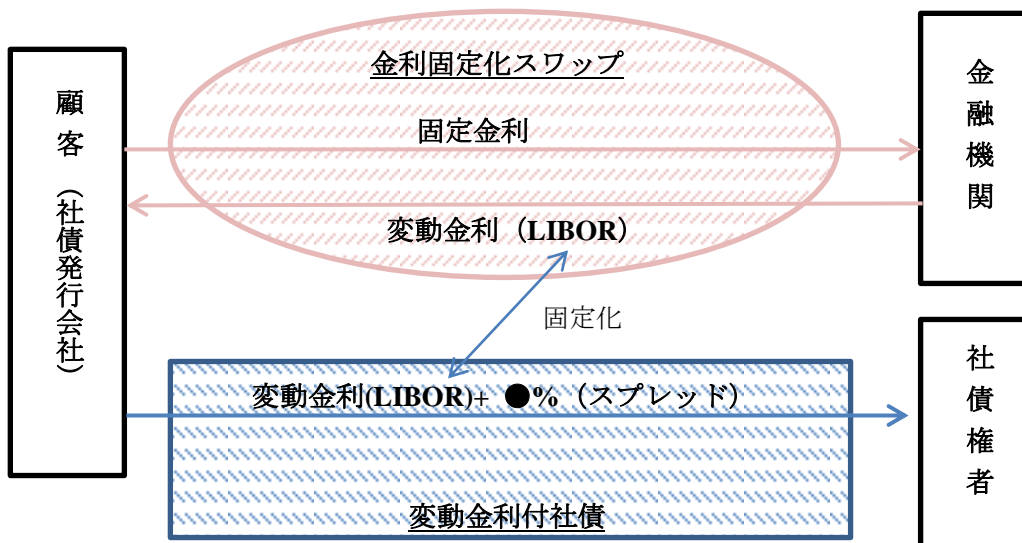 金利固定化スワップ
固定金利
変動金利（LIBOR）
顧客（社債発行会社）
金融機関
固定化
変動金利(LIBOR)+ ●%（スプレッド）
変動金利付社債
社債権者